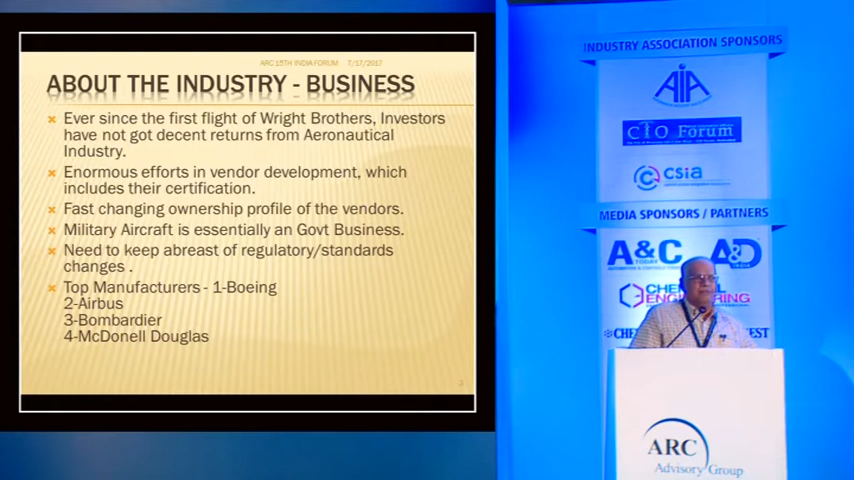 ARC 15TH INDIA FORUM 7/17/2017
ABOUT THE INDUSTRY - BUSINESS
Ever since the first flight of Wright Brothers, Investors
have not got decent returns from Aeronautical
Industry.
Enormous efforts in vendor development, which
includes their certification.
Fast changing ownership profile of the vendors.
Military Aircraft is essentially an Govt Business.
Need to keep abreast of regulatory/standards
changes .
Top Manufacturers - 1-Boeing
2-Airbus
3-Bombardier
4-McDonell Douglas
INDUSTRY ASSOCIATION SPONSORS
AIA
CTO Forum
csia
MEDIA SPONSORS / PARTNERS
A&C
TODAY
A&D
INDIA
ENGINEERING
ARC
Advisory Group